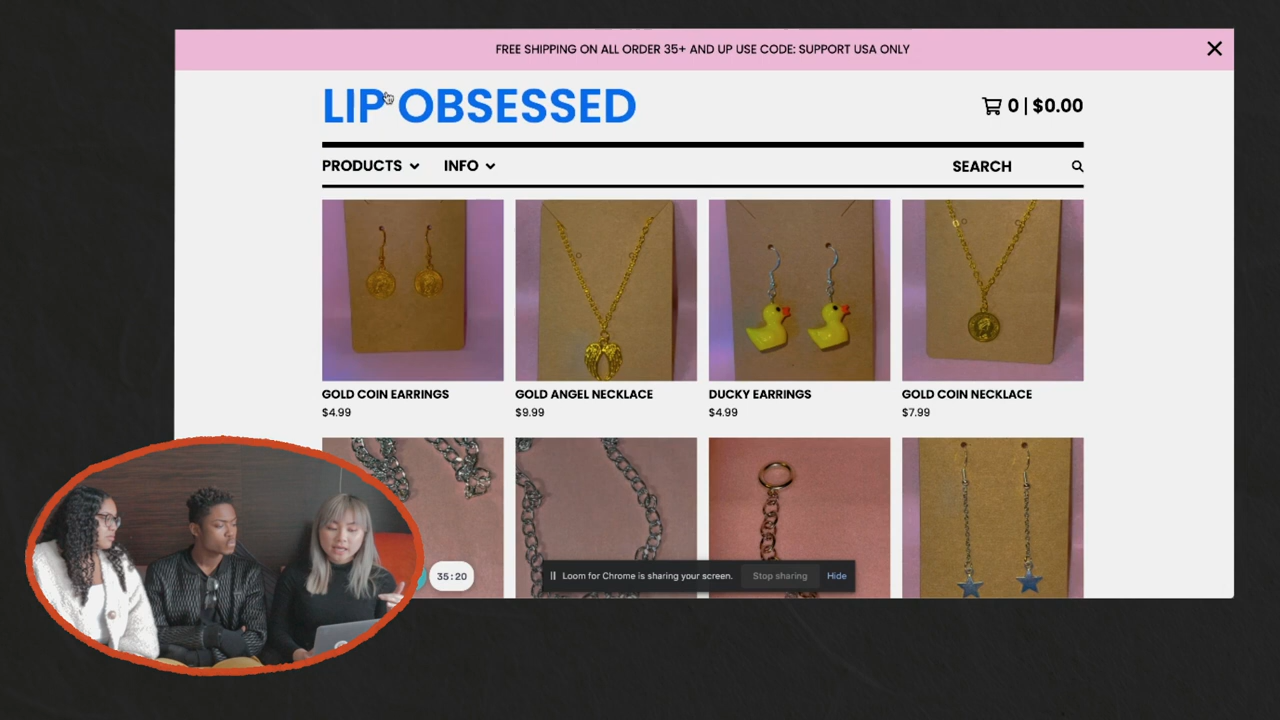 FREE SHIPPING ON ALL ORDER 35+ AND UP USE CODE: SUPPORT USA ONLY
LIP OBSESSED
0 | $0.00
PRODUCTS INFO SEARCH
GOLD COIN EARRINGS
$4.99
GOLD ANGEL NECKLACE
$9.99
DUCKY EARRINGS
$4.99
GOLD COIN NECKLACE
$7.99
35:20
Loom for Chrome is sharing your screen. Stop sharing Hide